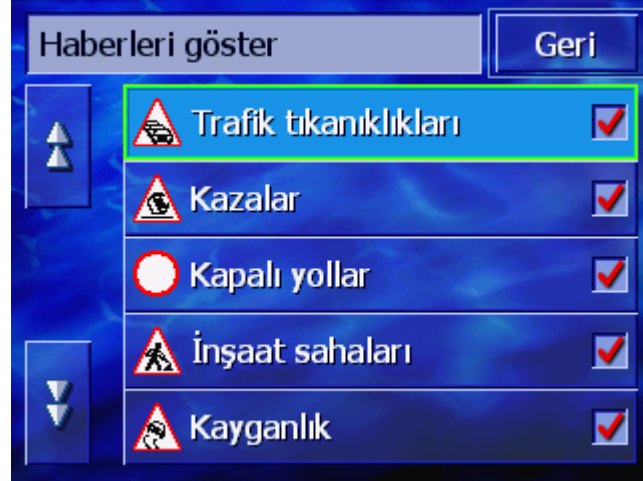 Haberleri göster
Geri
Trafik tıkanıklıkları
Kazalar
Kapalı yollar
İnşaat sahaları
Kayganlık